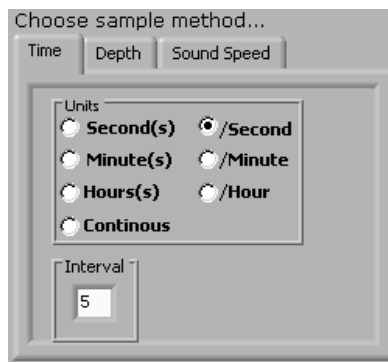 Choose sample method...
Time Depth Sound Speed
Units
Second(s) /Second
Minute(s) /Minute
Hours(s) /Hour
Continous
Interval
5